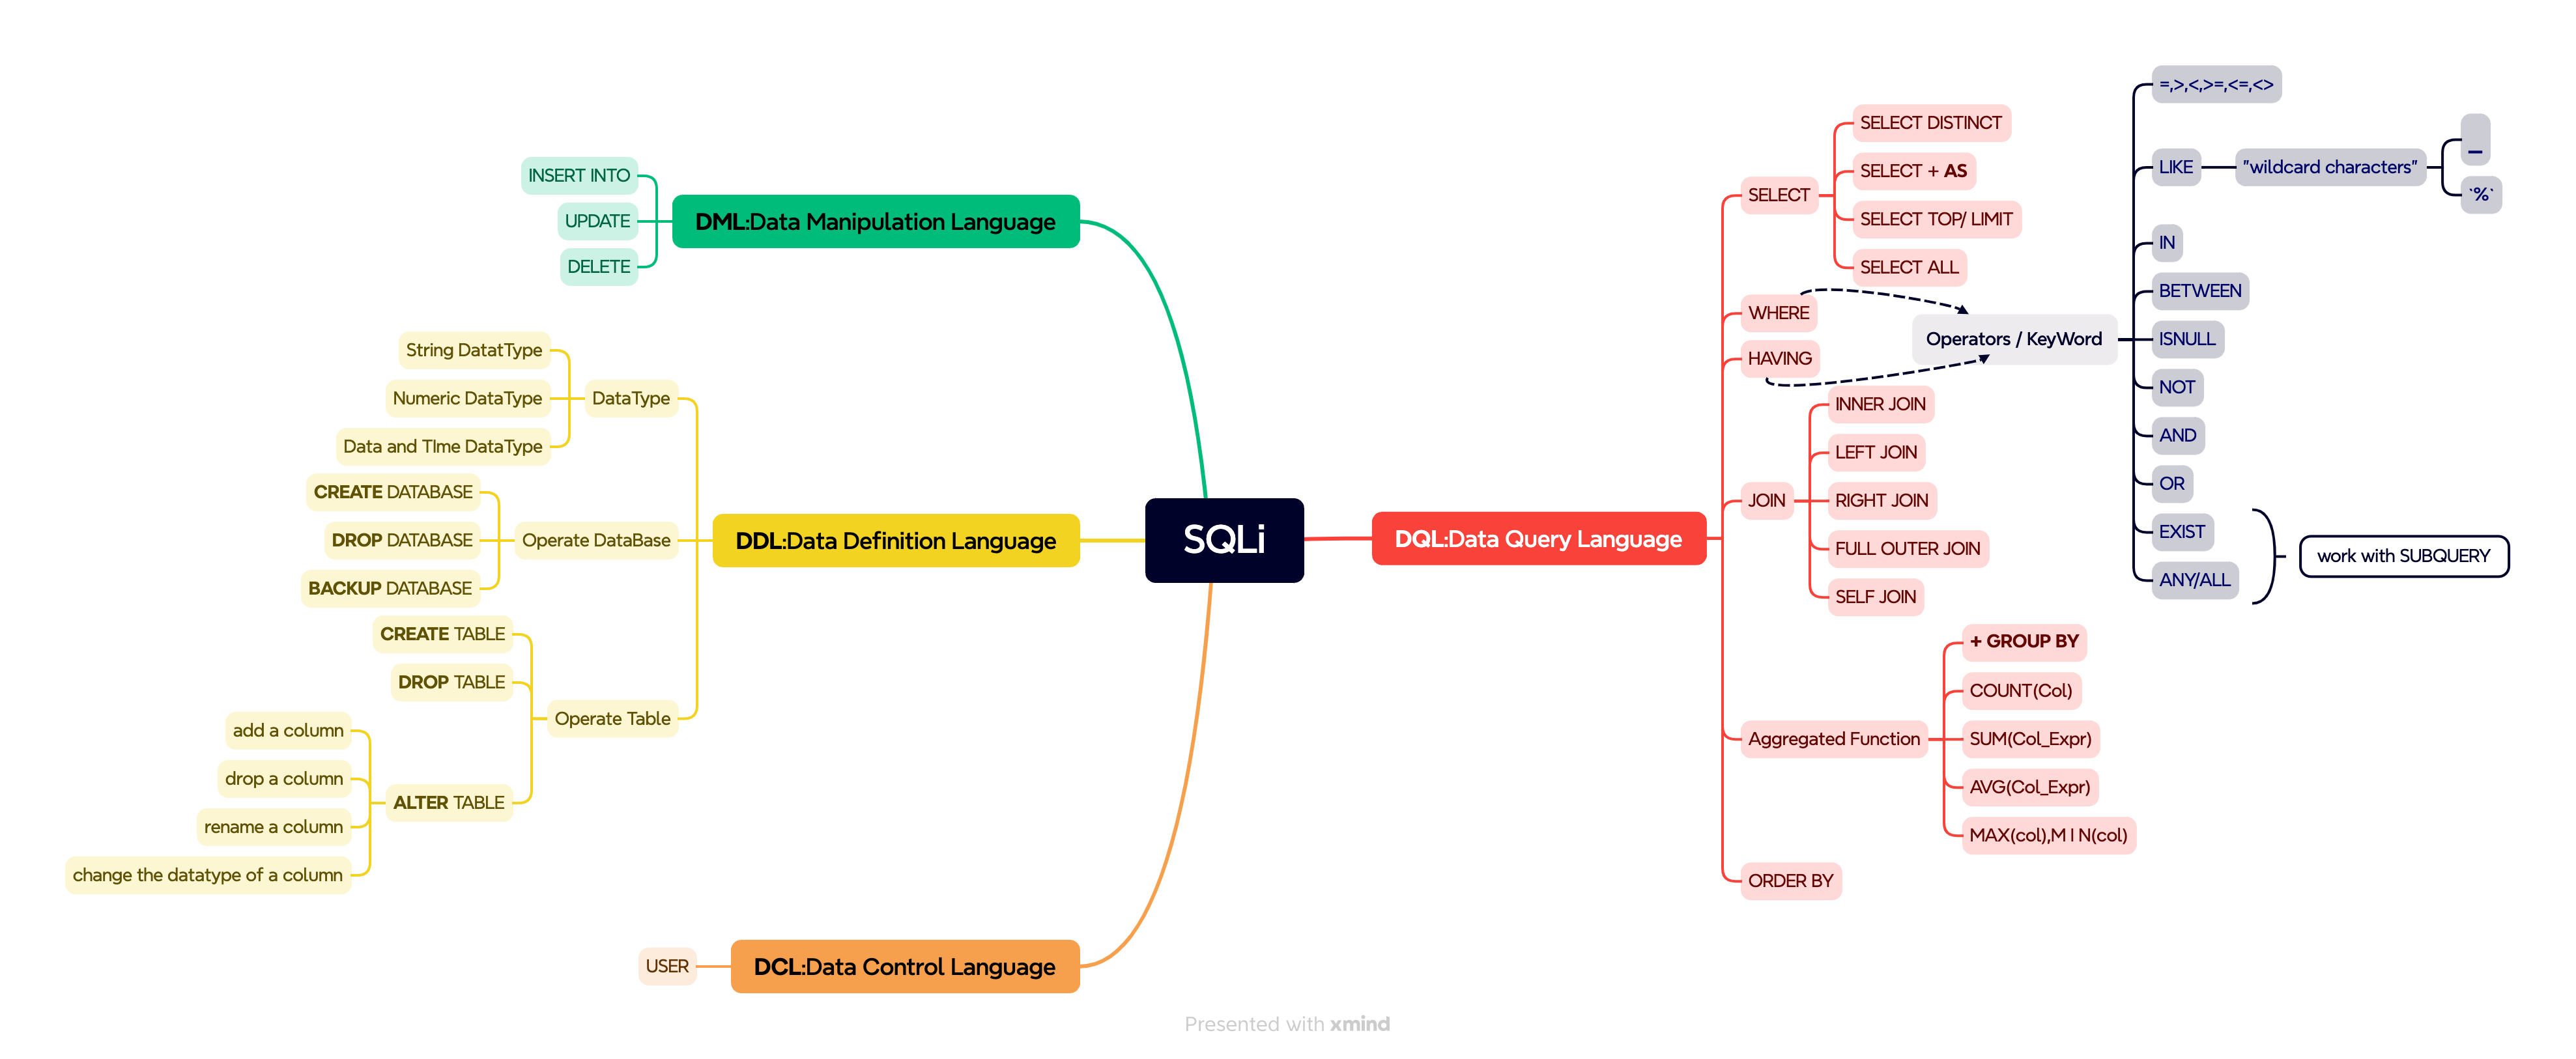 SQLi
DML:Data Manipulation Language
INSERT INTO
UPDATE
DELETE
DDL:Data Definition Language
DataType
String DatatType
Numeric DataType
Data and TIme DataType
Operate DataBase
CREATE DATABASE
DROP DATABASE
BACKUP DATABASE
Operate Table
CREATE TABLE
DROP TABLE
ALTER TABLE
add a column
drop a column
rename a column
change the datatype of a column
DCL:Data Control Language
USER
DQL:Data Query Language
SELECT
SELECT DISTINCT
SELECT + AS
SELECT TOP/ LIMIT
SELECT ALL
WHERE
HAVING
Operators / KeyWord
=,>,<,>=,<=,<>
LIKE
"wildcard characters"
_
`%`
IN
BETWEEN
ISNULL
NOT
AND
OR
EXIST
ANY/ALL
work with SUBQUERY
JOIN
INNER JOIN
LEFT JOIN
RIGHT JOIN
FULL OUTER JOIN
SELF JOIN
Aggregated Function
+ GROUP BY
COUNT(Col)
SUM(Col_Expr)
AVG(Col_Expr)
MAX(col),M I N(col)
ORDER BY
Presented with xmind